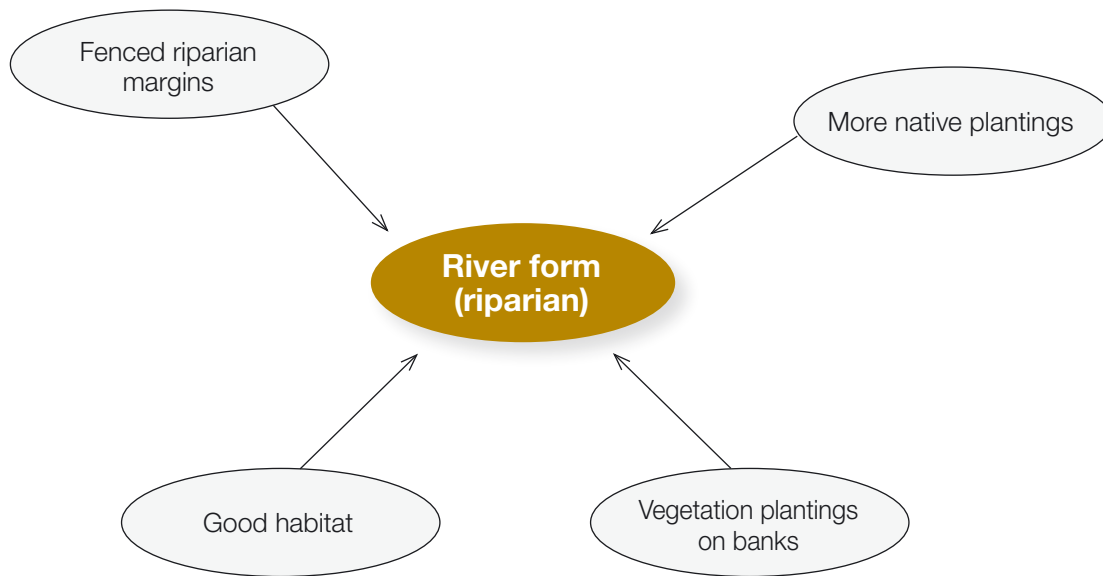 Fenced riparian
margins
More native plantings
River form
(riparian)
Good habitat
Vegetation plantings
on banks